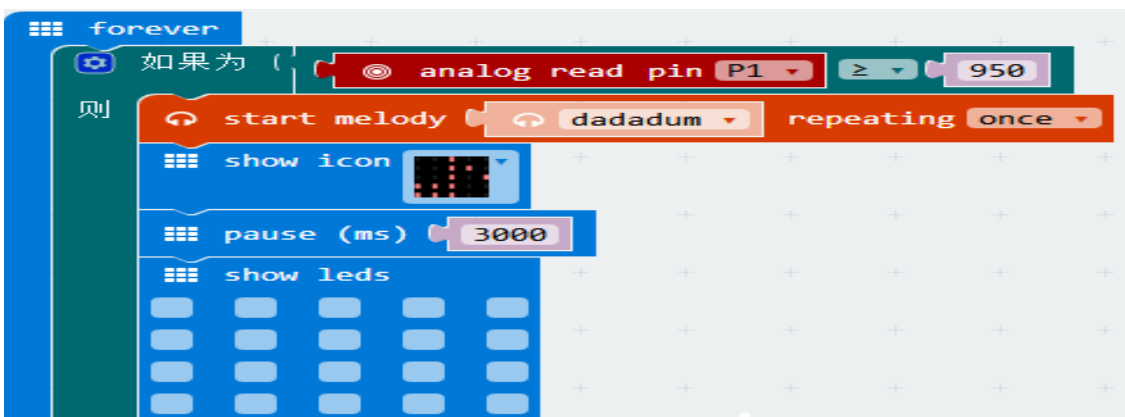 forever
如果为 ( analog read pin P1 ≥ 950
则
start melody dadadum repeating once
show icon
pause (ms) 3000
show leds